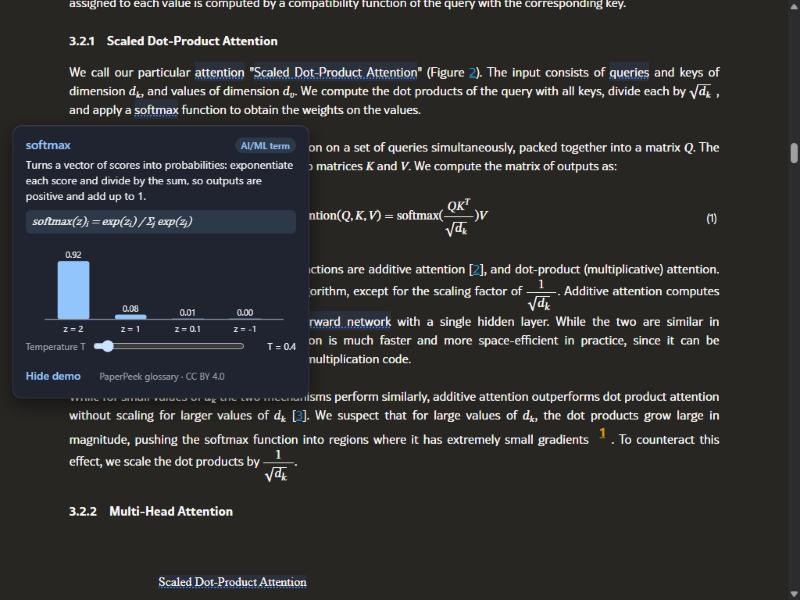 assigned to each value is computed by a compatibility function of the query with the corresponding key.
3.2.1 Scaled Dot-Product Attention
We call our particular attention "Scaled Dot-Product Attention" (Figure 2). The input consists of queries and keys of
dimension dₖ, and values of dimension dᵥ. We compute the dot products of the query with all keys, divide each by √dₖ ,
and apply a softmax function to obtain the weights on the values.
softmax AI/ML term
Turns a vector of scores into probabilities: exponentiate
each score and divide by the sum, so outputs are
positive and add up to 1.
softmax(z)ᵢ = exp(zᵢ) / Σⱼ exp(zⱼ)
0.92 0.08 0.01 0.00
z = 2 z = 1 z = 0.1 z = -1
Temperature T T = 0.4
Hide demo PaperPeek glossary · CC BY 4.0
on on a set of queries simultaneously, packed together into a matrix Q. The
matrices K and V. We compute the matrix of outputs as:
ntion(Q, K, V) = softmax(QKᵀ/√dₖ)V (1)
ctions are additive attention [2], and dot-product (multiplicative) attention.
orithm, except for the scaling factor of 1/√dₖ. Additive attention computes
rward network with a single hidden layer. While the two are similar in
on is much faster and more space-efficient in practice, since it can be
multiplication code.
While for small values of dₖ the two mechanisms perform similarly, additive attention outperforms dot product attention
without scaling for larger values of dₖ [3]. We suspect that for large values of dₖ, the dot products grow large in
magnitude, pushing the softmax function into regions where it has extremely small gradients 1 . To counteract this
effect, we scale the dot products by 1/√dₖ.
3.2.2 Multi-Head Attention
Scaled Dot-Product Attention